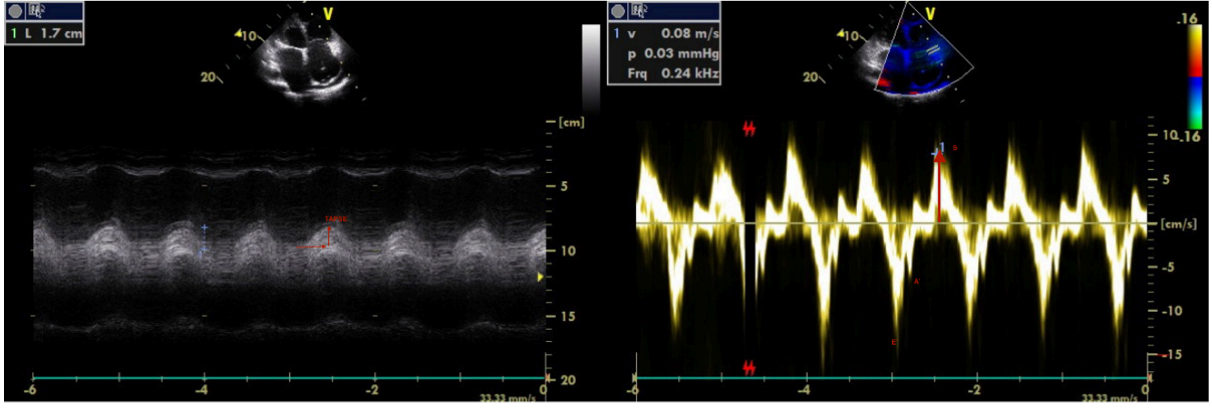 1 L 1.7 cm
V
10
20
[cm]
5
10
15
20
TAPSE
-6
-4
-2
0
33.33 mm/s
1 v 0.08 m/s
p 0.03 mmHg
Frq 0.24 kHz
V
10
20
.16
-.16
10
5
[cm/s]
-5
-10
-15
1
S
A'
E'
-4
-2
0
33.33 mm/s